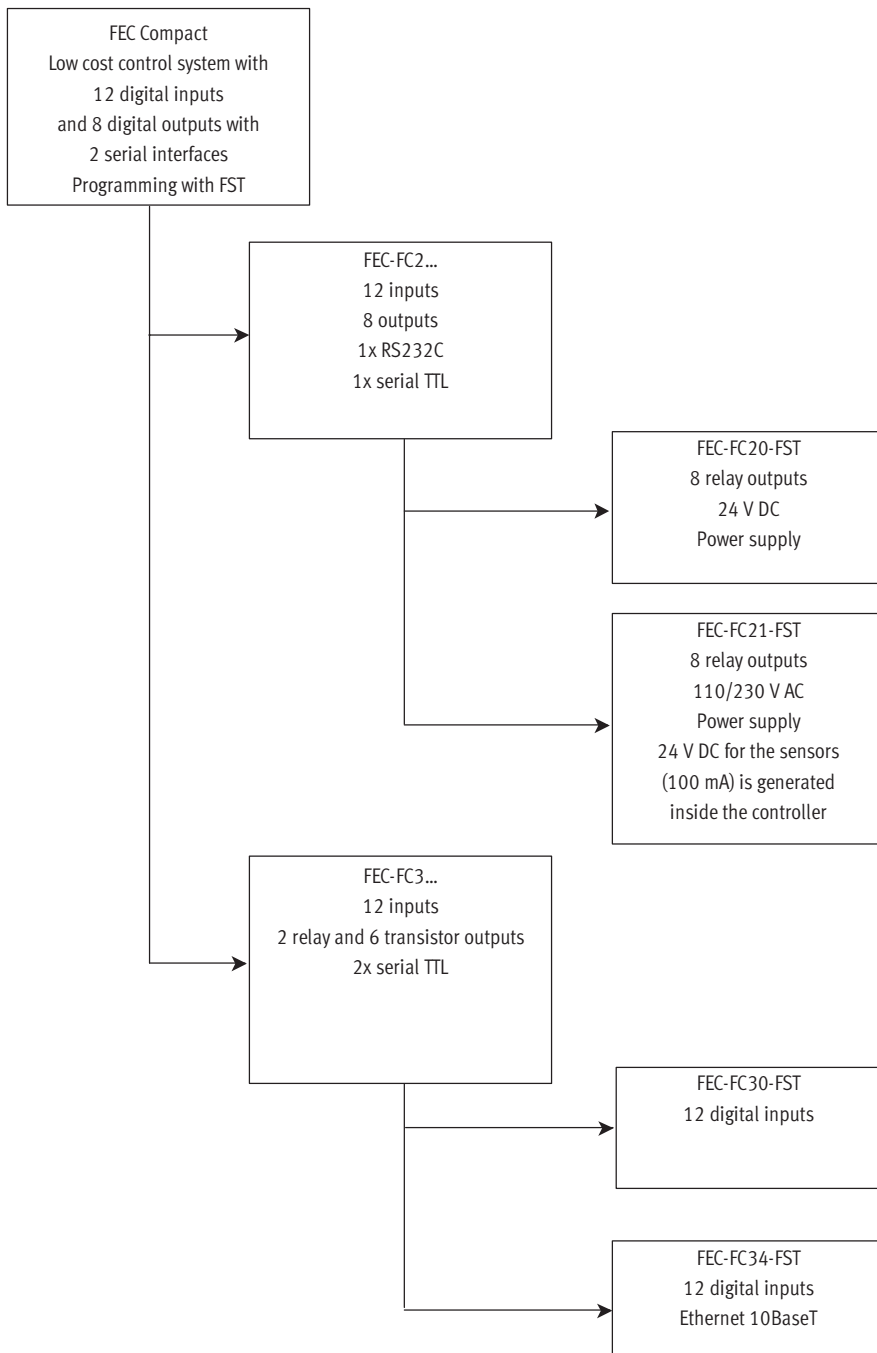 FEC Compact
Low cost control system with
12 digital inputs
and 8 digital outputs with
2 serial interfaces
Programming with FST
FEC-FC2...
12 inputs
8 outputs
1x RS232C
1x serial TTL
FEC-FC20-FST
8 relay outputs
24 V DC
Power supply
FEC-FC21-FST
8 relay outputs
110/230 V AC
Power supply
24 V DC for the sensors
(100 mA) is generated
inside the controller
FEC-FC3...
12 inputs
2 relay and 6 transistor outputs
2x serial TTL
FEC-FC30-FST
12 digital inputs
FEC-FC34-FST
12 digital inputs
Ethernet 10BaseT